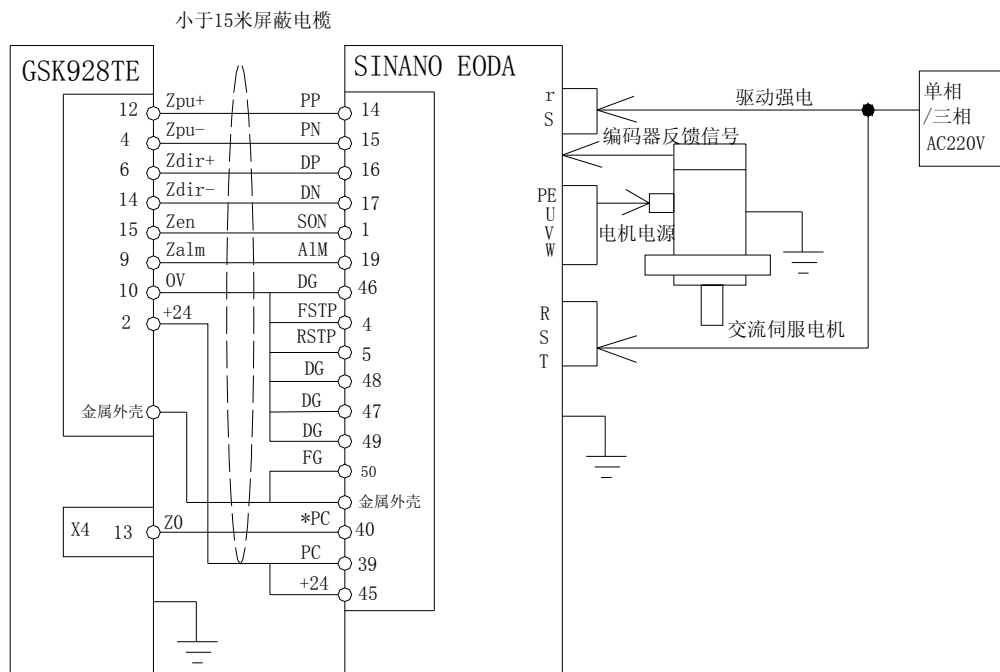 小于15米屏蔽电榄
GSK928TE
SINANO EODA
12 Zpu+ PP 14
4 Zpu- PN 15
6 Zdir+ DP 16
14 Zdir- DN 17
15 Zen SON 1
9 Zalm AlM 19
10 0V DG 46
2 +24 FSTP 4
RSTP 5
DG 48
DG 47
DG 49
金属外壳
FG 50
金属外壳
X4 13 Z0 *PC 40
PC 39
+24 45
r
S
驱动强电
单相
/三相
AC220V
编码器反馈信号
PE
U
V
W
电机电源
R
S
T
交流伺服电机